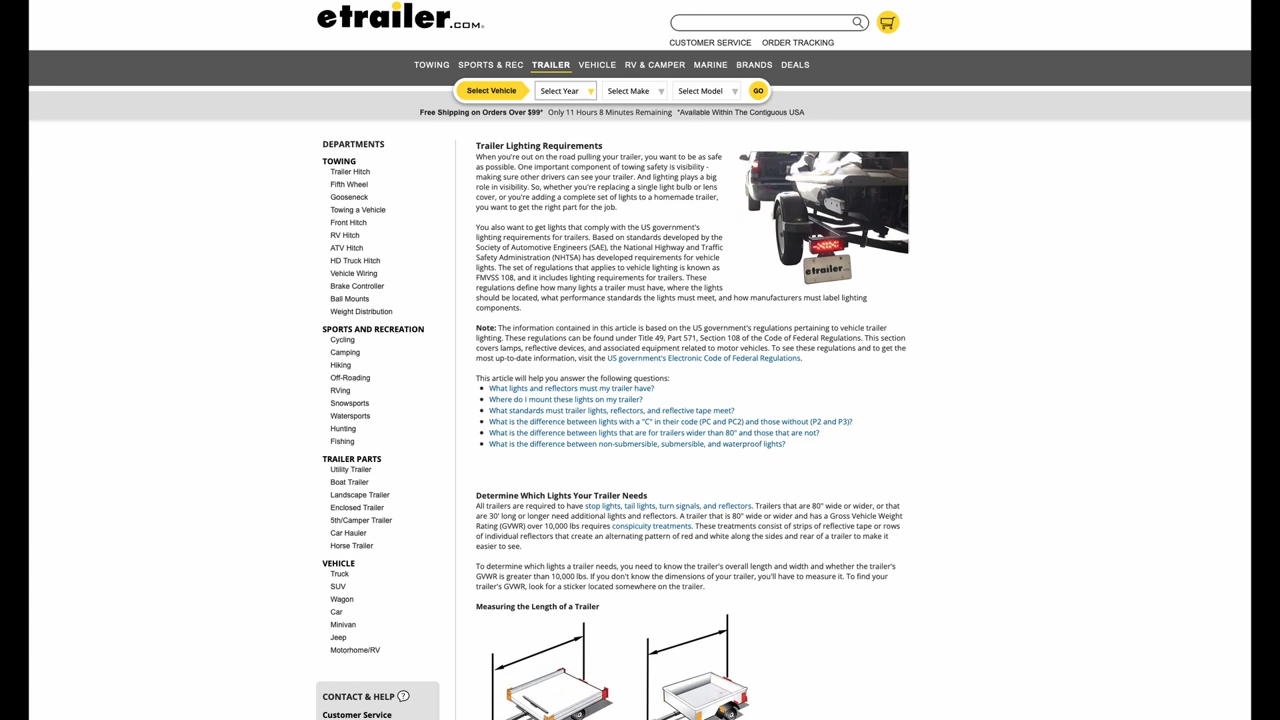 etrailer.com
CUSTOMER SERVICE ORDER TRACKING
TOWING SPORTS & REC TRAILER VEHICLE RV & CAMPER MARINE BRANDS DEALS
Select Vehicle Select Year Select Make Select Model GO
Free Shipping on Orders Over $99* Only 11 Hours 8 Minutes Remaining *Available Within The Contiguous USA
DEPARTMENTS
TOWING
Trailer Hitch
Fifth Wheel
Gooseneck
Towing a Vehicle
Front Hitch
RV Hitch
ATV Hitch
HD Truck Hitch
Vehicle Wiring
Brake Controller
Ball Mounts
Weight Distribution
SPORTS AND RECREATION
Cycling
Camping
Hiking
Off-Roading
RVing
Snowsports
Watersports
Hunting
Fishing
TRAILER PARTS
Utility Trailer
Boat Trailer
Landscape Trailer
Enclosed Trailer
5th/Camper Trailer
Car Hauler
Horse Trailer
VEHICLE
Truck
SUV
Wagon
Car
Minivan
Jeep
Motorhome/RV
CONTACT & HELP ?
Customer Service
Trailer Lighting Requirements
When you're out on the road pulling your trailer, you want to be as safe
as possible. One important component of towing safety is visibility -
making sure other drivers can see your trailer. And lighting plays a big
role in visibility. So, whether you're replacing a single light bulb or lens
cover, or you're adding a complete set of lights to a homemade trailer,
you want to get the right part for the job.
You also want to get lights that comply with the US government's
lighting requirements for trailers. Based on standards developed by the
Society of Automotive Engineers (SAE), the National Highway and Traffic
Safety Administration (NHTSA) has developed requirements for vehicle
lights. The set of regulations that applies to vehicle lighting is known as
FMVSS 108, and it includes lighting requirements for trailers. These
regulations define how many lights a trailer must have, where the lights
should be located, what performance standards the lights must meet, and how manufacturers must label lighting
components.
etrailer.com
Note: The information contained in this article is based on the US government's regulations pertaining to vehicle trailer
lighting. These regulations can be found under Title 49, Part 571, Section 108 of the Code of Federal Regulations. This section
covers lamps, reflective devices, and associated equipment related to motor vehicles. To see these regulations and to get the
most up-to-date information, visit the US government's Electronic Code of Federal Regulations.
This article will help you answer the following questions:
What lights and reflectors must my trailer have?
Where do I mount these lights on my trailer?
What standards must trailer lights, reflectors, and reflective tape meet?
What is the difference between lights with a "C" in their code (PC and PC2) and those without (P2 and P3)?
What is the difference between lights that are for trailers wider than 80" and those that are not?
What is the difference between non-submersible, submersible, and waterproof lights?
Determine Which Lights Your Trailer Needs
All trailers are required to have stop lights, tail lights, turn signals, and reflectors. Trailers that are 80" wide or wider, or that
are 30' long or longer need additional lights and reflectors. A trailer that is 80" wide or wider and has a Gross Vehicle Weight
Rating (GVWR) over 10,000 lbs requires conspicuity treatments. These treatments consist of strips of reflective tape or rows
of individual reflectors that create an alternating pattern of red and white along the sides and rear of a trailer to make it
easier to see.
To determine which lights a trailer needs, you need to know the trailer's overall length and width and whether the trailer's
GVWR is greater than 10,000 lbs. If you don't know the dimensions of your trailer, you'll have to measure it. To find your
trailer's GVWR, look for a sticker located somewhere on the trailer.
Measuring the Length of a Trailer